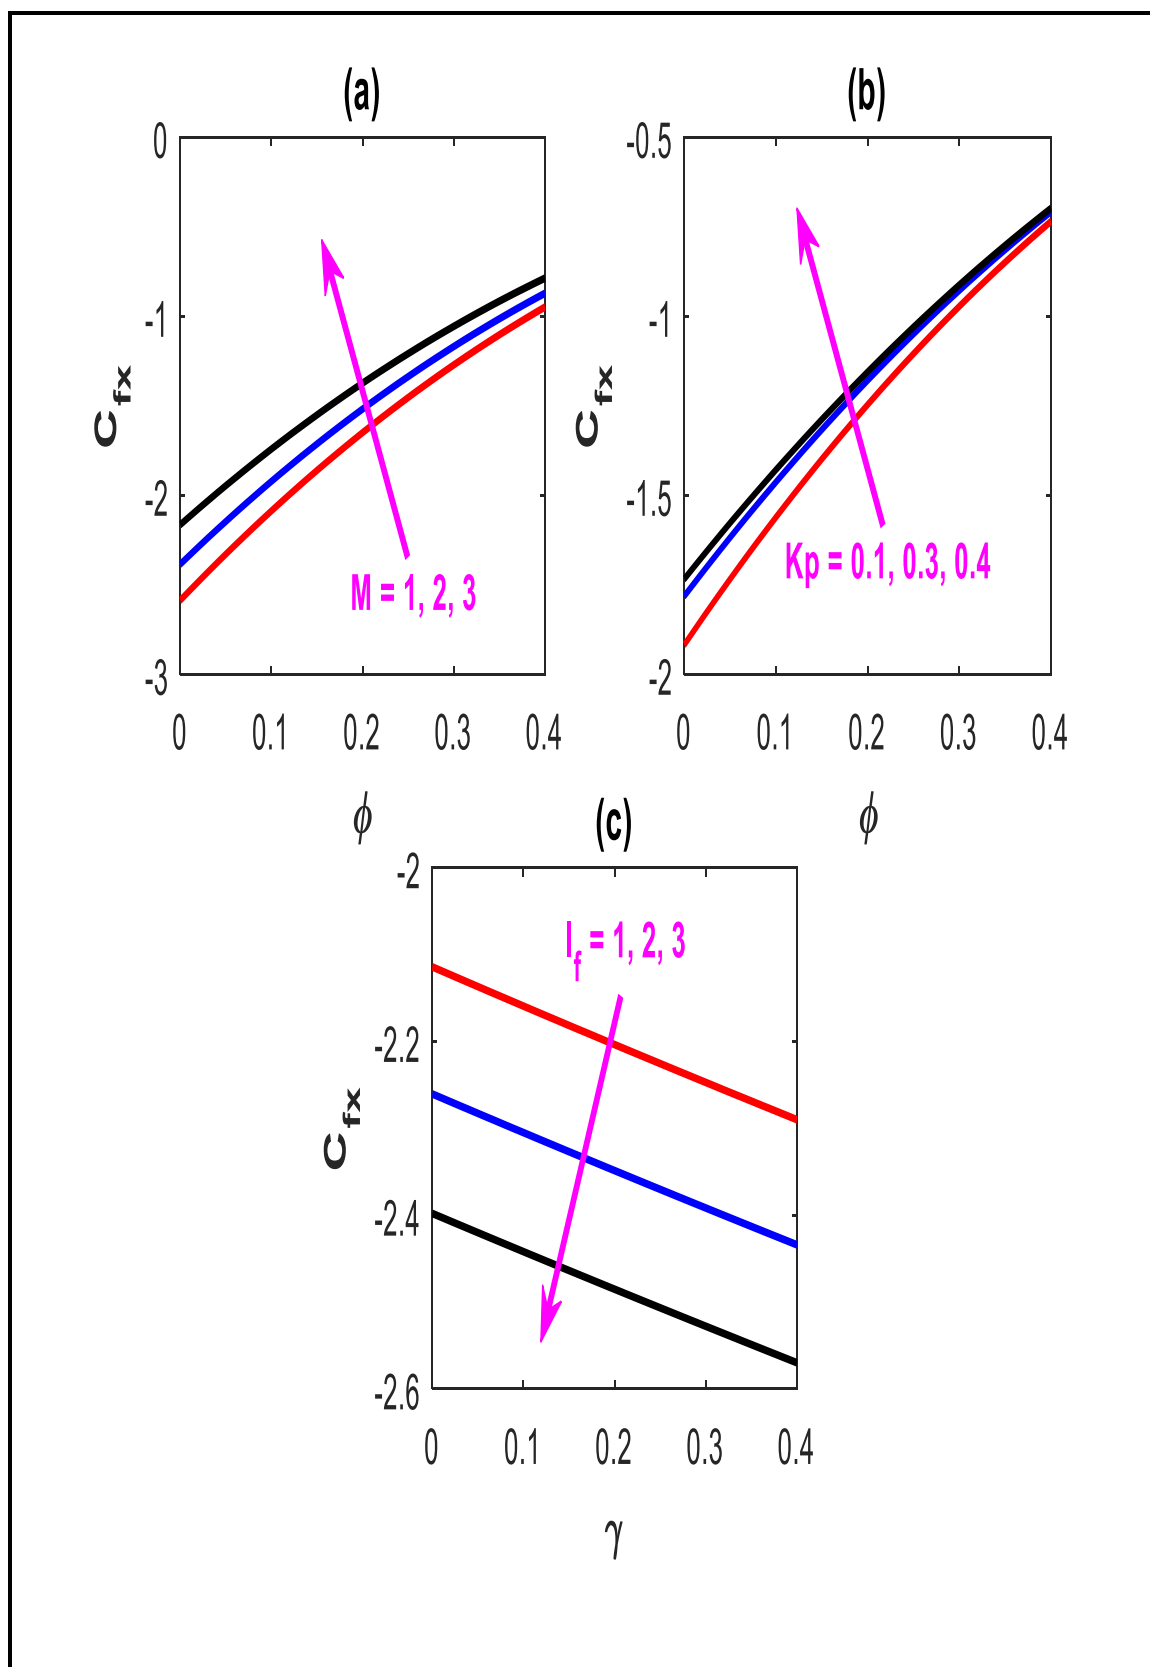 (a)
0
-1
-2
-3
C_fx
M = 1, 2, 3
0 0.1 0.2 0.3 0.4
ϕ
(b)
-0.5
-1
-1.5
-2
C_fx
Kp = 0.1, 0.3, 0.4
0 0.1 0.2 0.3 0.4
ϕ
(c)
-2
-2.2
-2.4
-2.6
C_fx
I_f = 1, 2, 3
0 0.1 0.2 0.3 0.4
γ